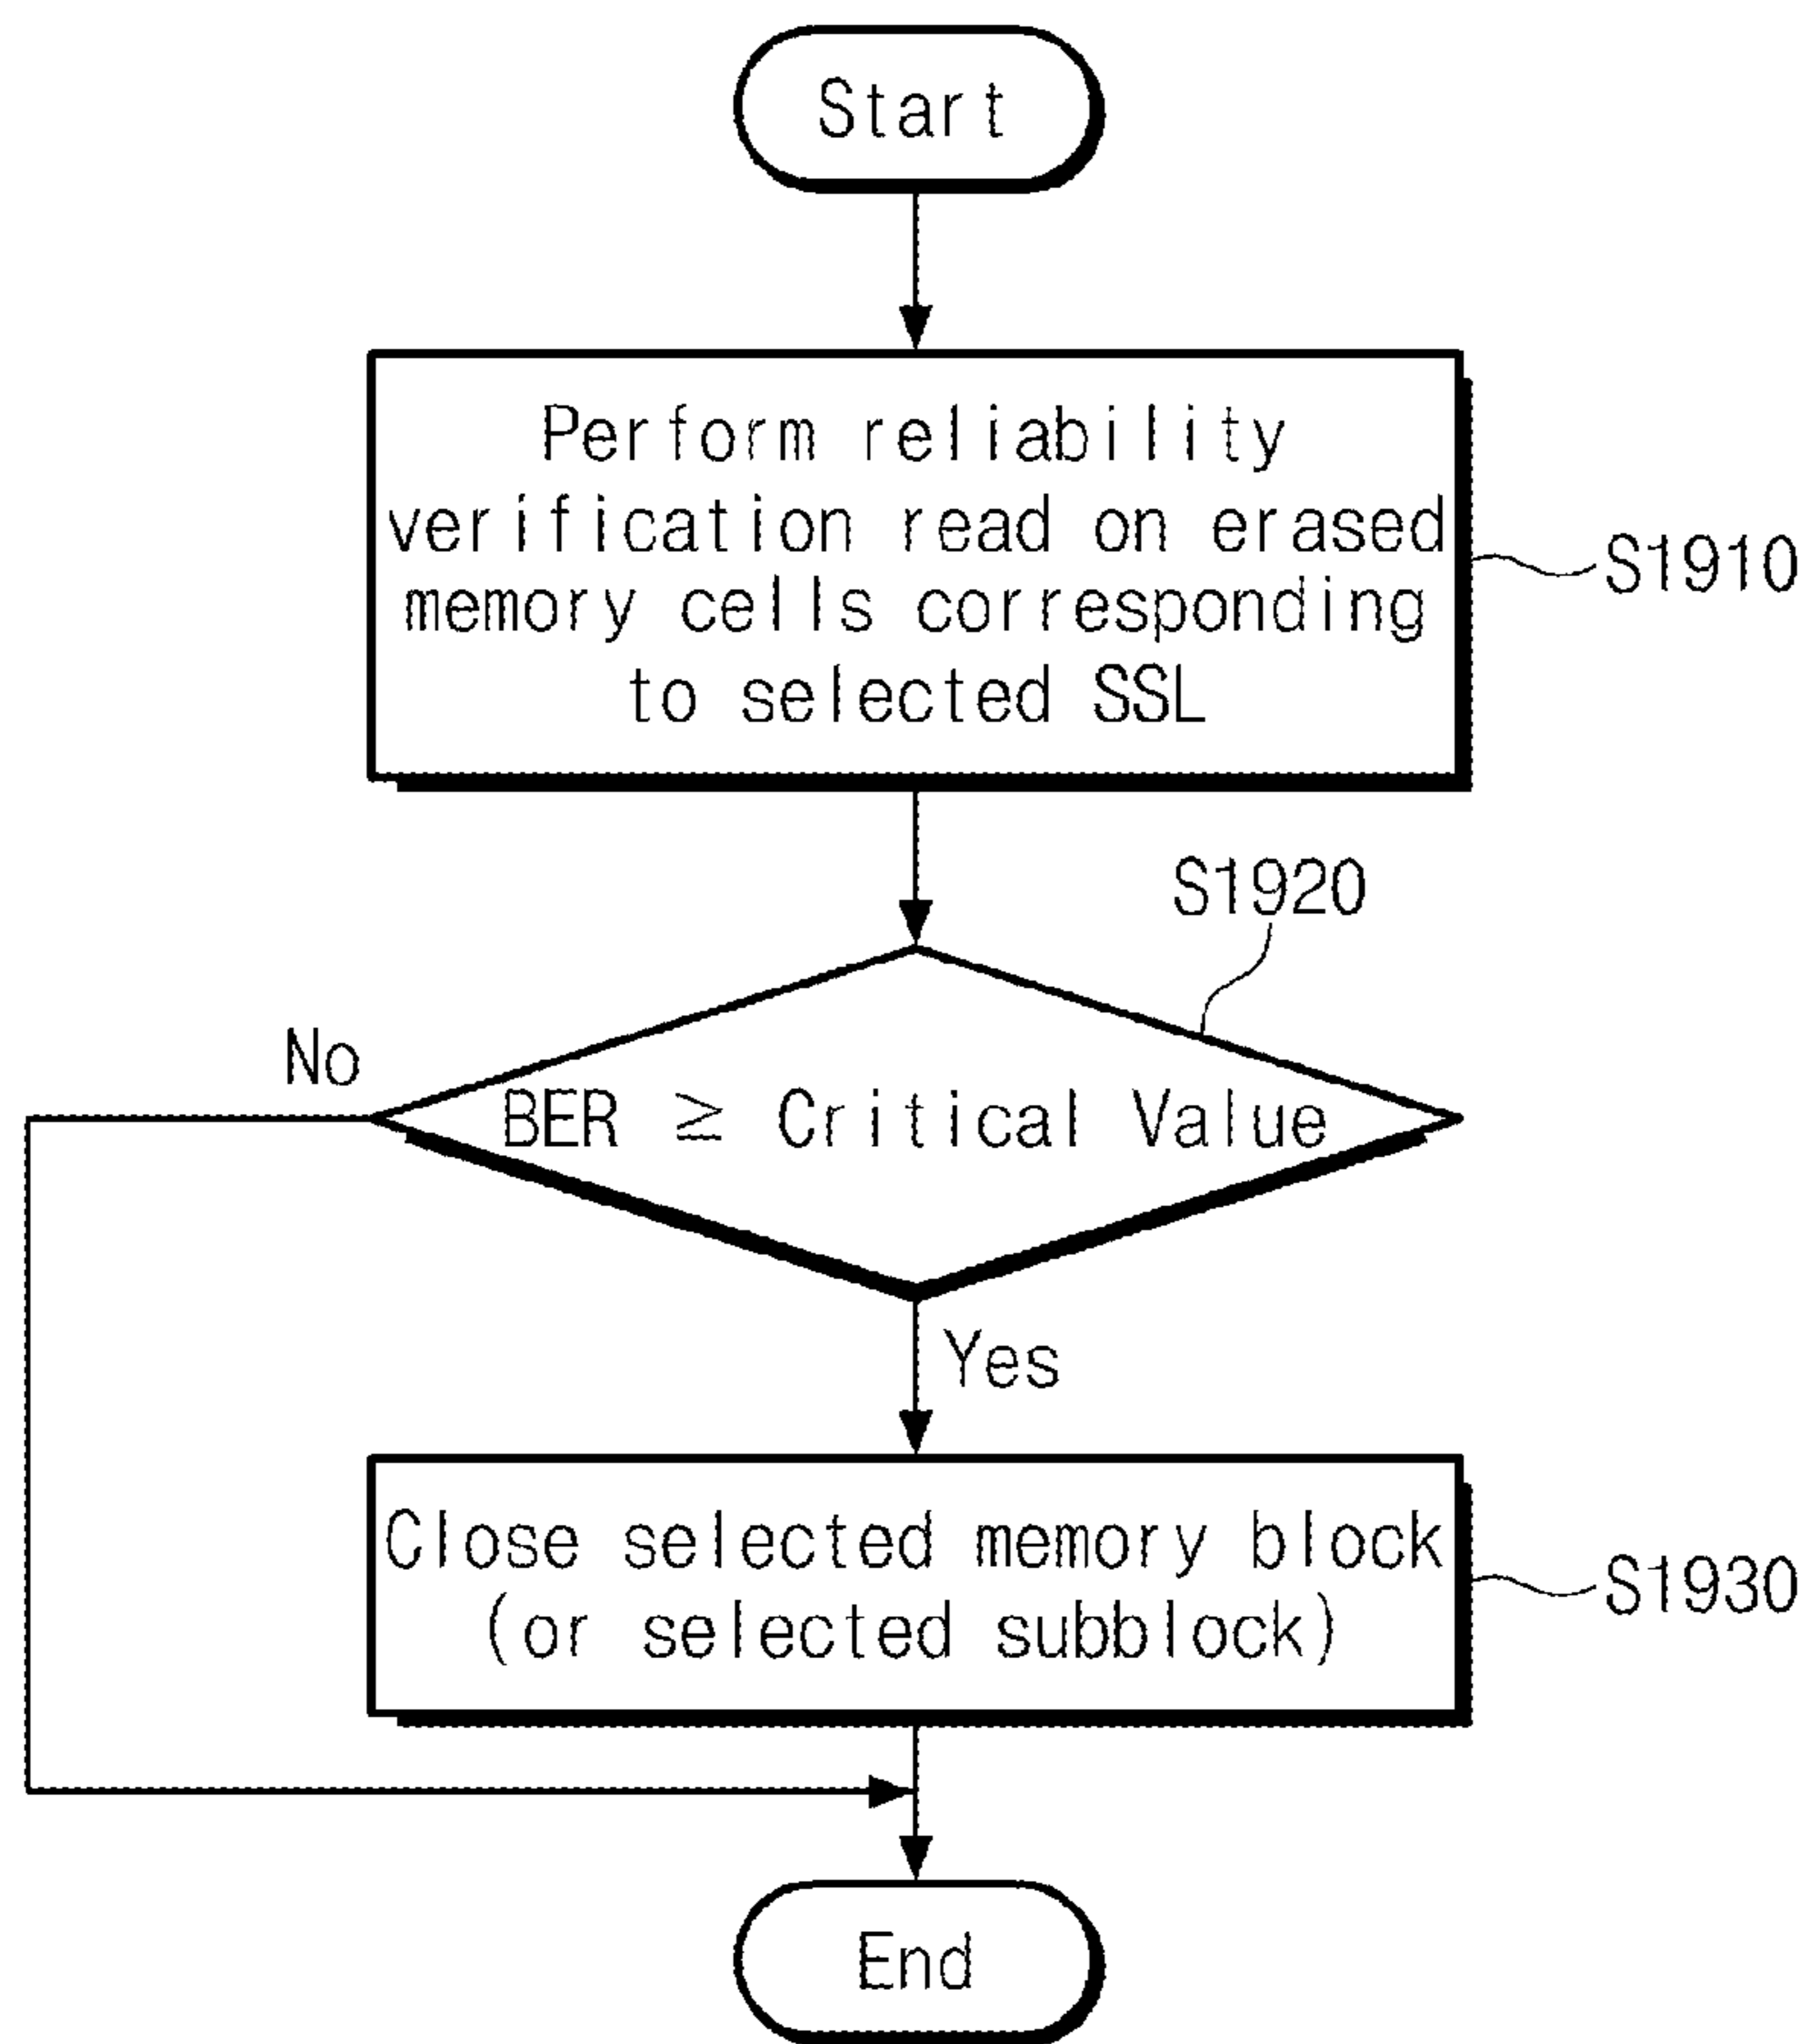 Start
Perform reliability
verification read on erased
memory cells corresponding
to selected SSL
S1910
S1920
No
BER ≥ Critical Value
Yes
Close selected memory block
(or selected subblock)
S1930
End